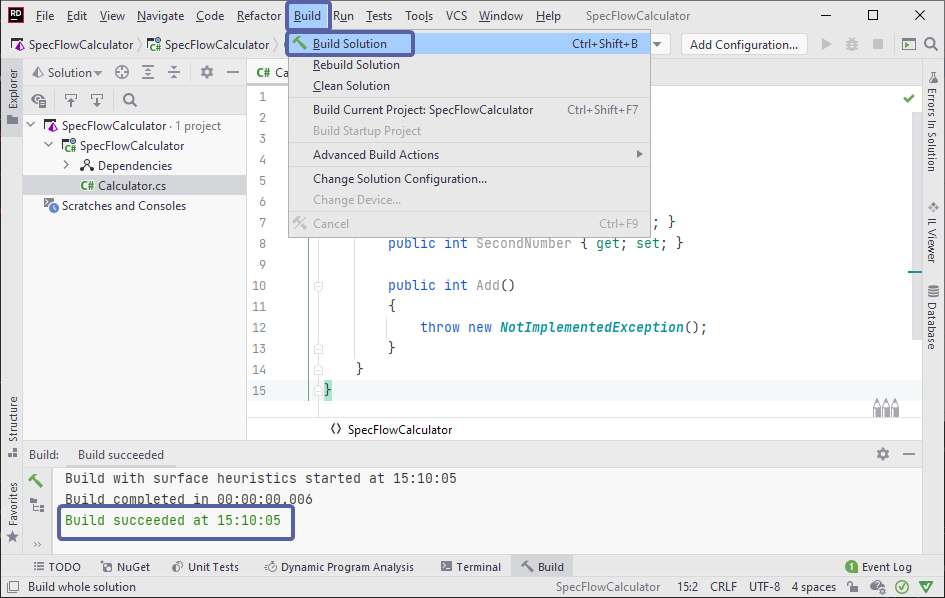 RD File Edit View Navigate Code Refactor Build Run Tests Tools VCS Window Help SpecFlowCalculator
SpecFlowCalculator SpecFlowCalculator Add Configuration...
Build Solution Ctrl+Shift+B
Rebuild Solution
Clean Solution
Build Current Project: SpecFlowCalculator Ctrl+Shift+F7
Build Startup Project
Advanced Build Actions
Change Solution Configuration...
Change Device...
Cancel Ctrl+F9
Explorer
Structure
Favorites
Solution
SpecFlowCalculator · 1 project
SpecFlowCalculator
Dependencies
C# Calculator.cs
Scratches and Consoles
C# Ca
1
2
3
4
5
6
7 ; }
8 public int SecondNumber { get; set; }
9
10 public int Add()
11 {
12 throw new NotImplementedException();
13 }
14 }
15 }
SpecFlowCalculator
Errors In Solution
IL Viewer
Database
Build: Build succeeded
Build with surface heuristics started at 15:10:05
Build completed in 00:00:00.006
Build succeeded at 15:10:05
TODO NuGet Unit Tests Dynamic Program Analysis Terminal Build 1 Event Log
Build whole solution SpecFlowCalculator 15:2 CRLF UTF-8 4 spaces